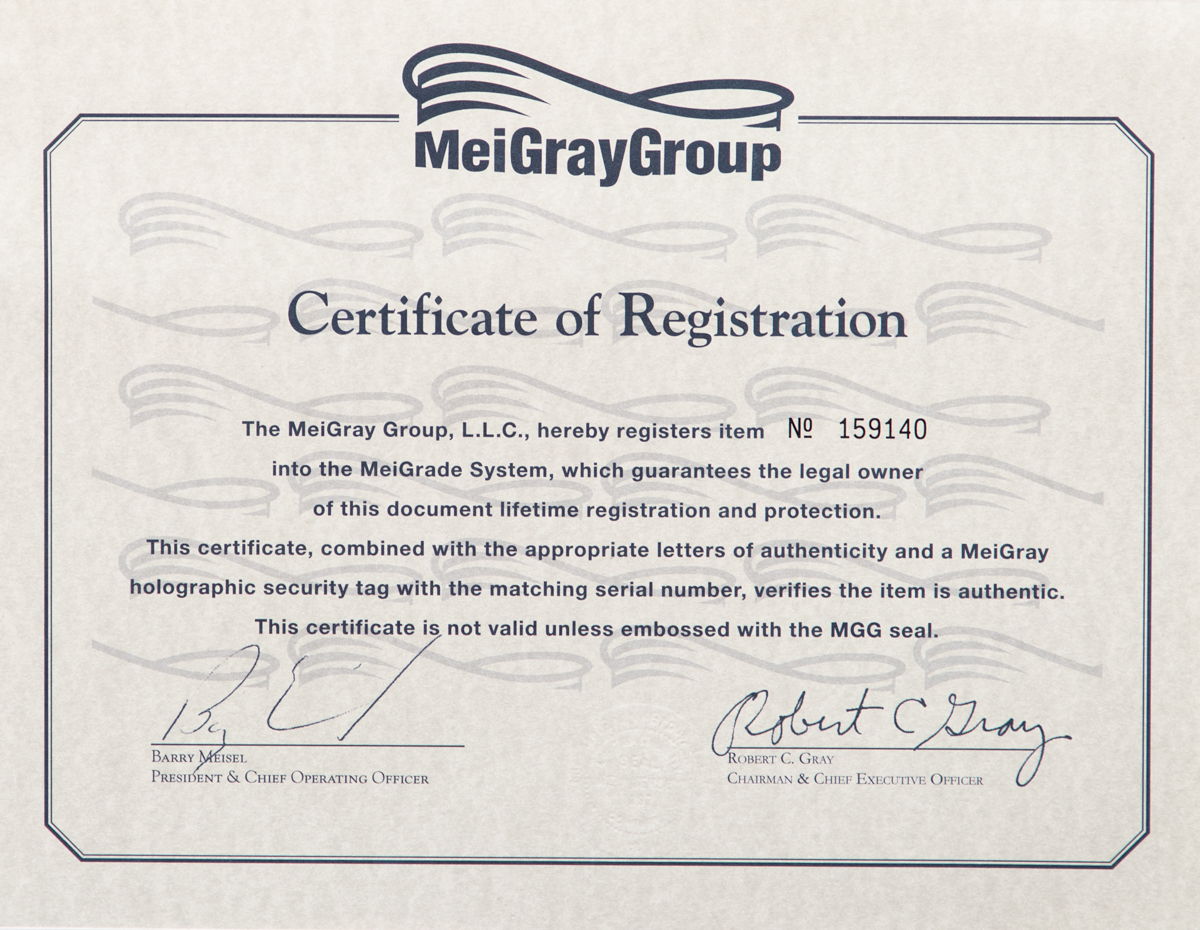 MeiGrayGroup
Certificate of Registration
The MeiGray Group, L.L.C., hereby registers item Nº 159140
into the MeiGrade System, which guarantees the legal owner
of this document lifetime registration and protection.
This certificate, combined with the appropriate letters of authenticity and a MeiGray
holographic security tag with the matching serial number, verifies the item is authentic.
This certificate is not valid unless embossed with the MGG seal.
Robert C Gray
BARRY MEISEL
PRESIDENT & CHIEF OPERATING OFFICER
ROBERT C. GRAY
CHAIRMAN & CHIEF EXECUTIVE OFFICER